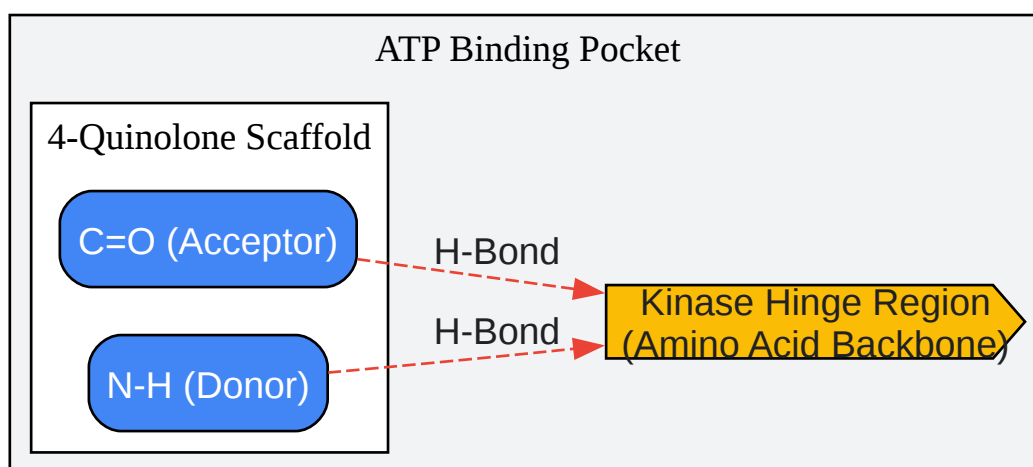 ATP Binding Pocket
4-Quinolone Scaffold
C=O (Acceptor)
H-Bond
Kinase Hinge Region
(Amino Acid Backbone)
H-Bond
N-H (Donor)